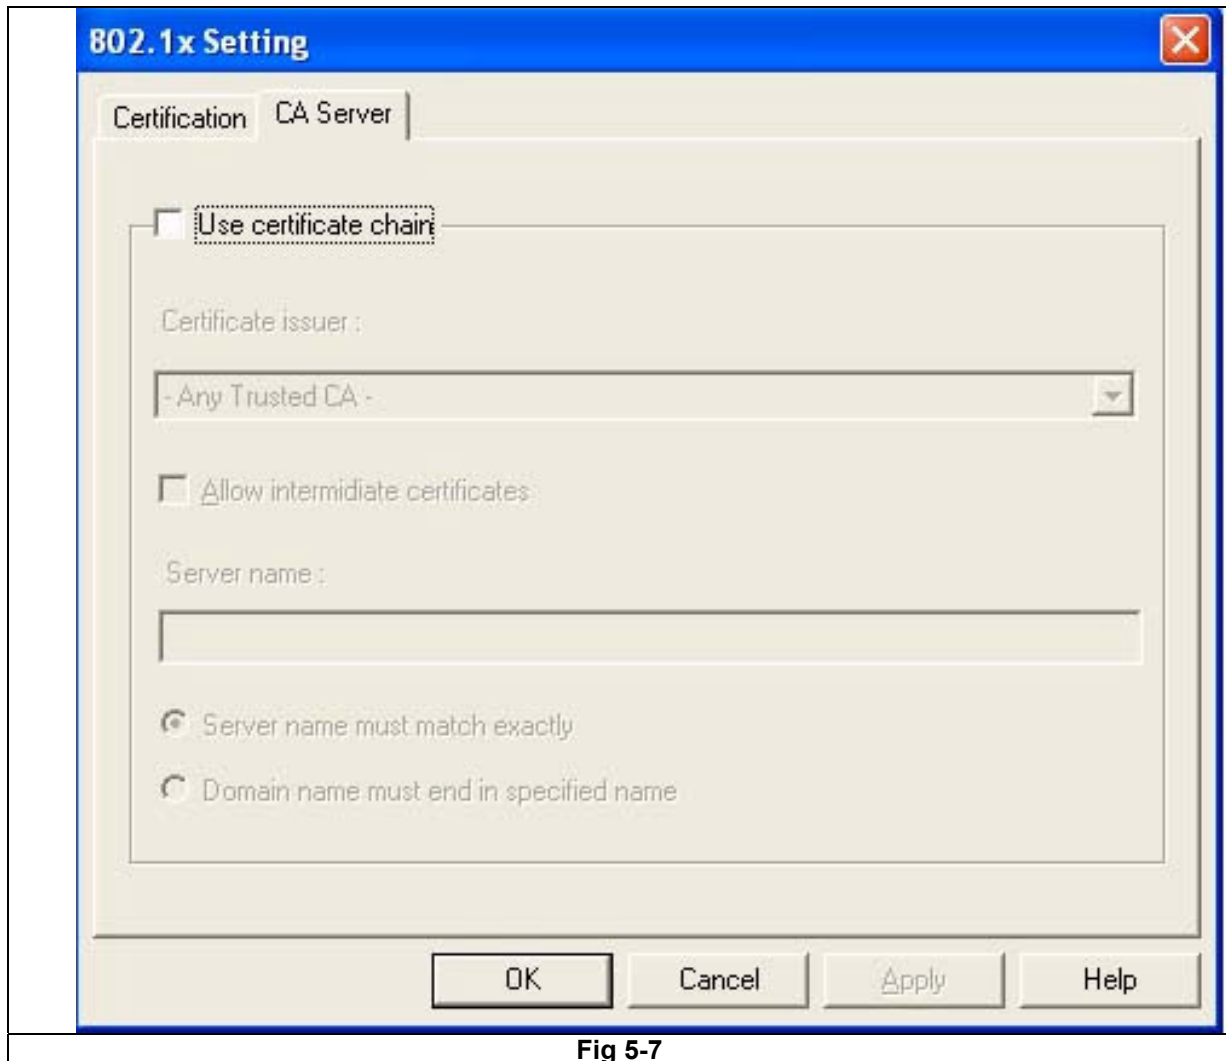 802.1x Setting
Certification
CA Server
Use certificate chain
Certificate issuer :
- Any Trusted CA -
Allow intermidiate certificates
Server name :
Server name must match exactly
Domain name must end in specified name
OK
Cancel
Apply
Help
Fig 5-7